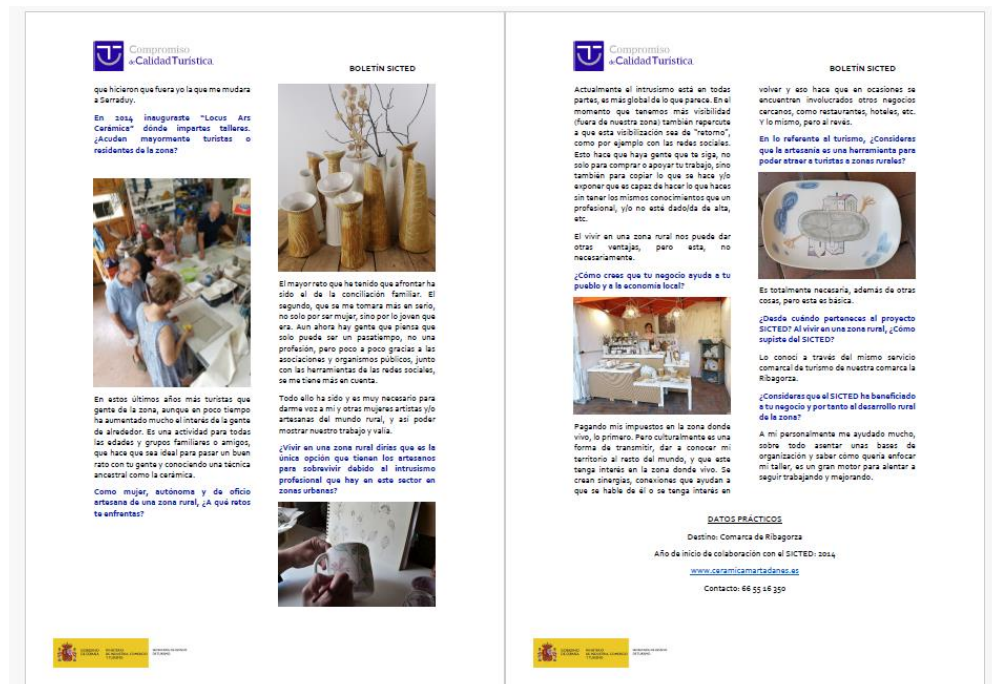 Compromiso
de Calidad Turística
BOLETÍN SICTED
que hicieron que fuera yo la que me mudara
a Serraduy.
En 2014 inauguraste "Locus Ars
Cerámica" dónde impartes talleres.
¿Acuden mayormente turistas o
residentes de la zona?
En estos últimos años más turistas que
gente de la zona, aunque en poco tiempo
ha aumentado mucho el interés de la gente
de alrededor. Es una actividad para todas
las edades y grupos familiares o amigos,
que hace que sea ideal para pasar un buen
rato con tu gente y conociendo una técnica
ancestral como la cerámica.
Como mujer, autónoma y de oficio
artesana de una zona rural, ¿A qué retos
te enfrentas?
El mayor reto que he tenido que afrontar ha
sido el de la conciliación familiar. El
segundo, que se me tomara más en serio,
no solo por ser mujer, sino por lo joven que
era. Aun ahora hay gente que piensa que
solo puede ser un pasatiempo, no una
profesión, pero poco a poco gracias a las
asociaciones y organismos públicos, junto
con las herramientas de las redes sociales,
se me tiene más en cuenta.
Todo ello ha sido y es muy necesario para
darme voz a mí y otras mujeres artistas y/o
artesanas del mundo rural, y así poder
mostrar nuestro trabajo y valía.
¿Vivir en una zona rural dirías que es la
única opción que tienen los artesanos
para sobrevivir debido al intrusismo
profesional que hay en este sector en
zonas urbanas?
GOBIERNO
DE ESPAÑA
MINISTERIO
DE INDUSTRIA, COMERCIO
Y TURISMO
SECRETARÍA DE ESTADO
DE TURISMO
Compromiso
de Calidad Turística
BOLETÍN SICTED
Actualmente el intrusismo está en todas
partes, es más global de lo que parece. En el
momento que tenemos más visibilidad
(fuera de nuestra zona) también repercute
a que esta visibilización sea de "retorno",
como por ejemplo con las redes sociales.
Esto hace que haya gente que te siga, no
solo para comprar o apoyar tu trabajo, sino
también para copiar lo que se hace y/o
exponer que es capaz de hacer lo que haces
sin tener los mismos conocimientos que un
profesional, y/o no esté dado/da de alta,
etc.
El vivir en una zona rural nos puede dar
otras ventajas, pero esta, no
necesariamente.
¿Cómo crees que tu negocio ayuda a tu
pueblo y a la economía local?
Pagando mis impuestos en la zona donde
vivo, lo primero. Pero culturalmente es una
forma de transmitir, dar a conocer mi
territorio al resto del mundo, y que este
tenga interés en la zona donde vivo. Se
crean sinergias, conexiones que ayudan a
que se hable de él o se tenga interés en
volver y eso hace que en ocasiones se
encuentren involucrados otros negocios
cercanos, como restaurantes, hoteles, etc.
Y lo mismo, pero al revés.
En lo referente al turismo, ¿Consideras
que la artesanía es una herramienta para
poder atraer a turistas a zonas rurales?
Es totalmente necesaria, además de otras
cosas, pero esta es básica.
¿Desde cuándo perteneces al proyecto
SICTED? Al vivir en una zona rural, ¿Cómo
supiste del SICTED?
Lo conocí a través del mismo servicio
comarcal de turismo de nuestra comarca la
Ribagorza.
¿Consideras que el SICTED ha beneficiado
a tu negocio y por tanto al desarrollo rural
de la zona?
A mí personalmente me ayudado mucho,
sobre todo asentar unas bases de
organización y saber cómo quería enfocar
mi taller, es un gran motor para alentar a
seguir trabajando y mejorando.
DATOS PRÁCTICOS
Destino: Comarca de Ribagorza
Año de inicio de colaboración con el SICTED: 2014
www.ceramicamartadanes.es
Contacto: 66 55 16 350
GOBIERNO
DE ESPAÑA
MINISTERIO
DE INDUSTRIA, COMERCIO
Y TURISMO
SECRETARÍA DE ESTADO
DE TURISMO